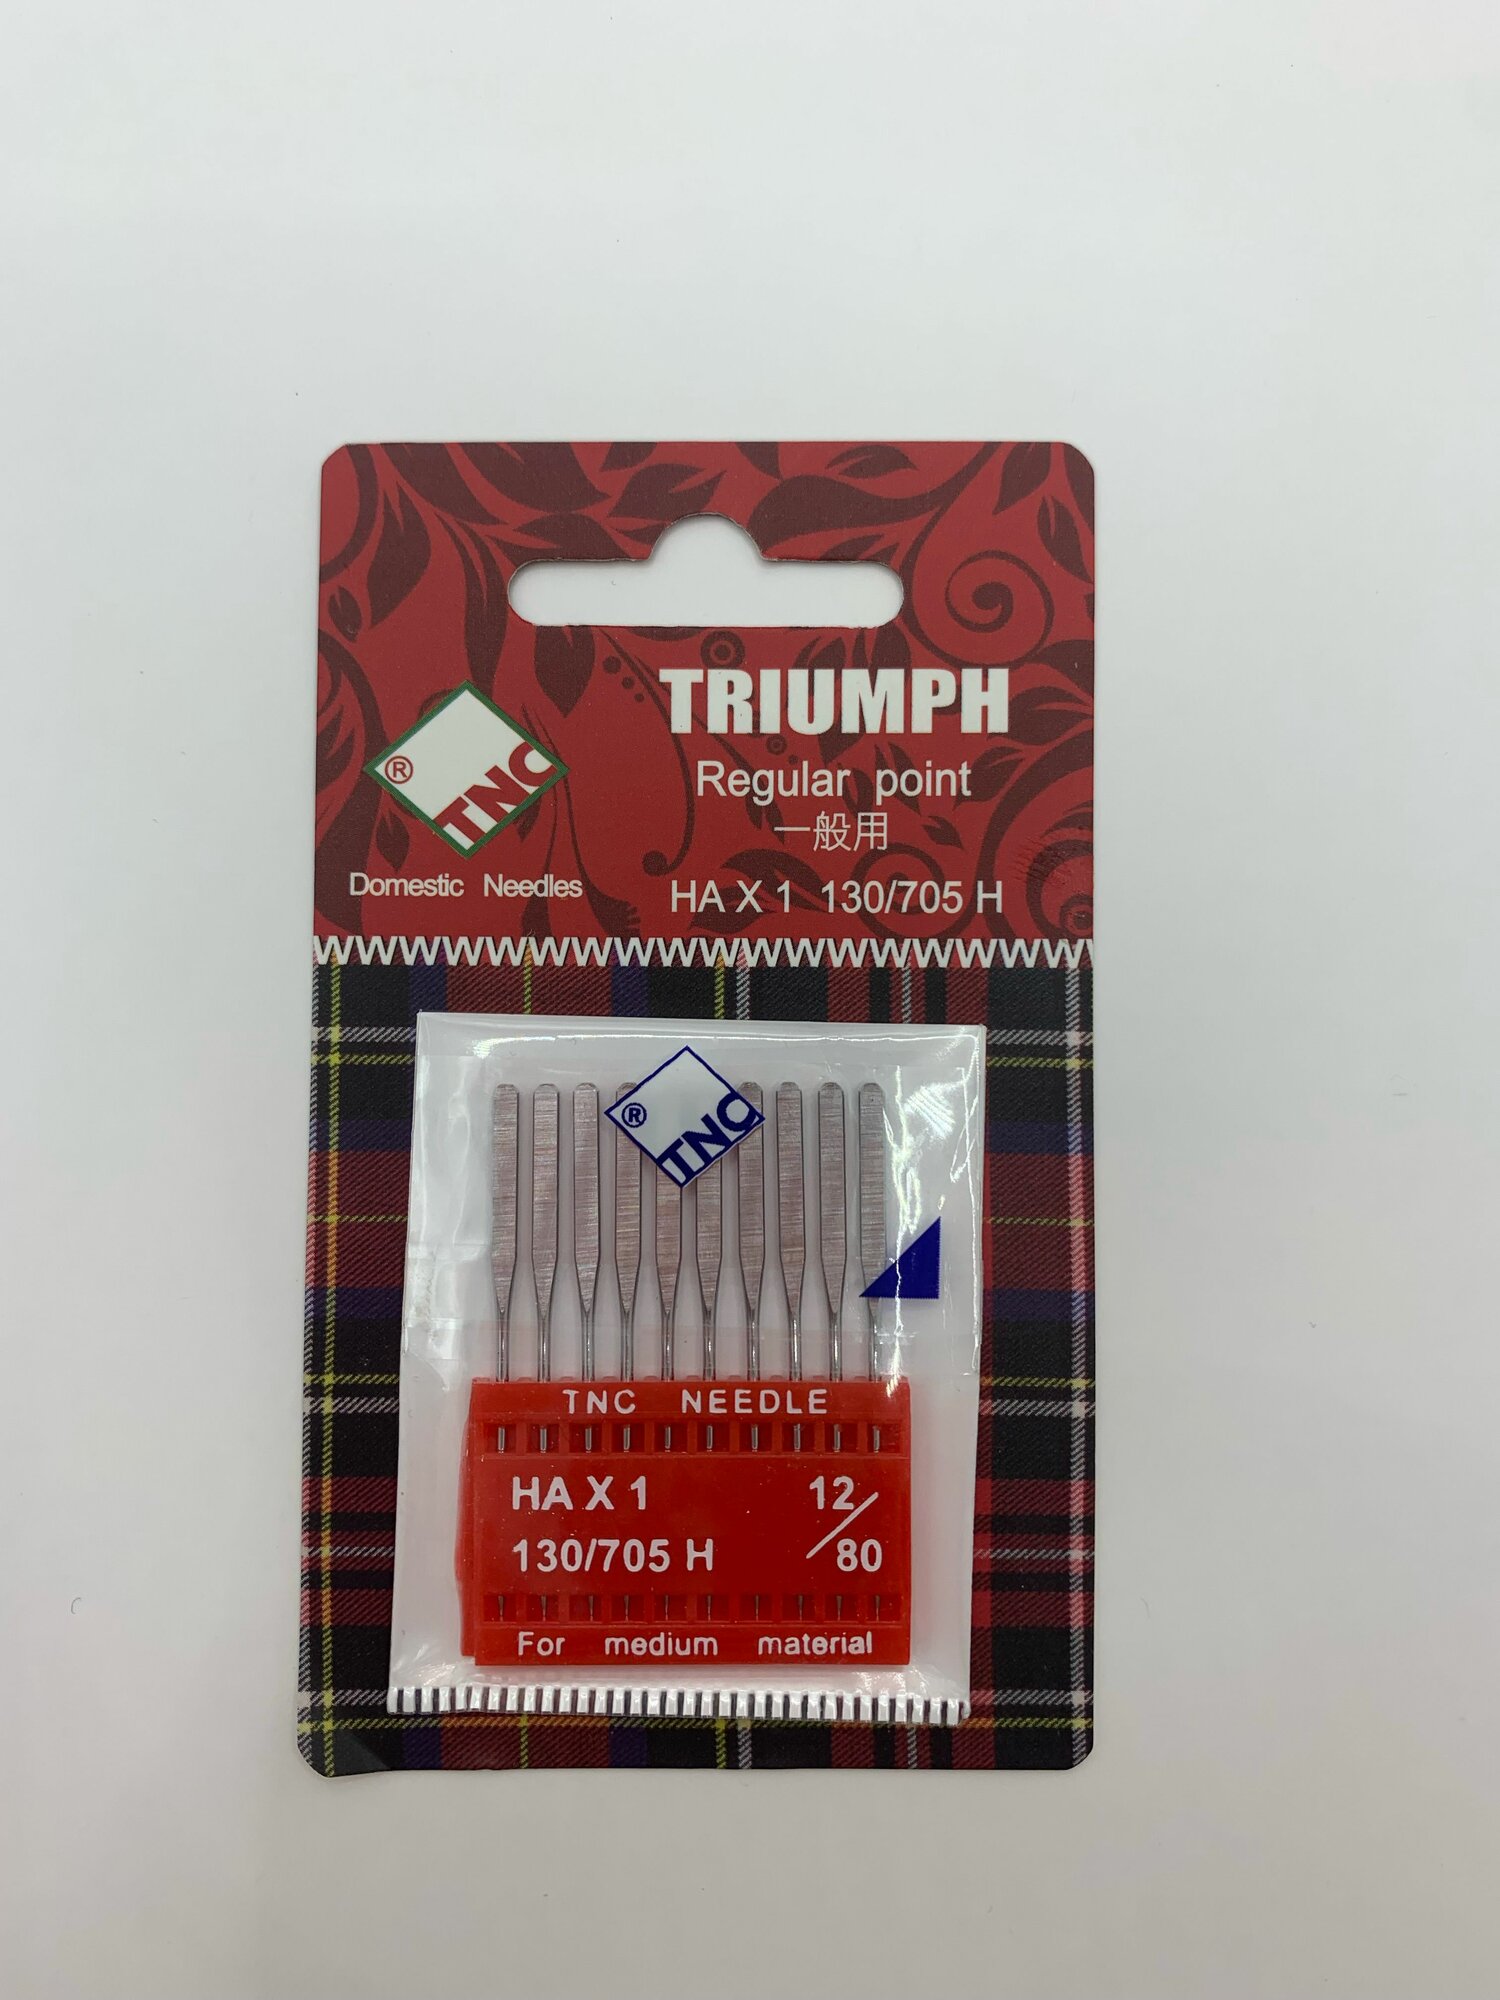 TRIUMPH
Regular point
一般用
HA X 1 130/705 H
® TNC
Domestic Needles
® TNC
TNC NEEDLE
HA X 1 12/80
130/705 H
For medium material